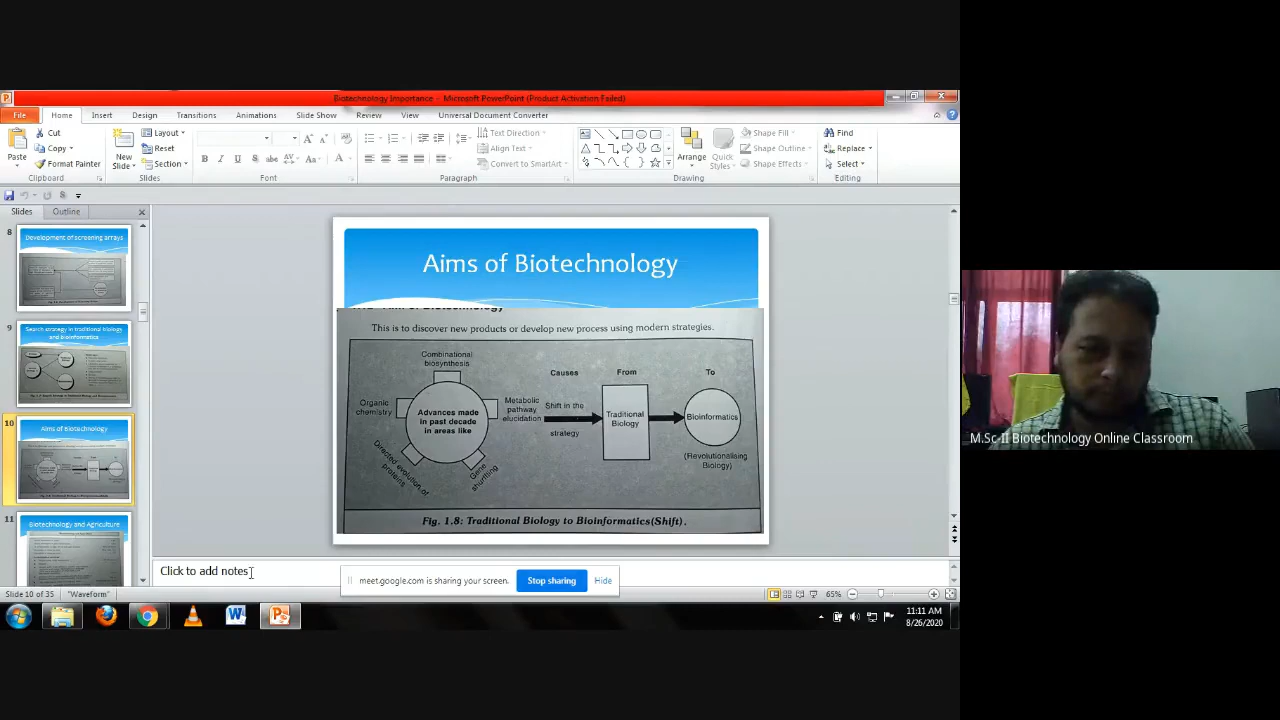 Biotechnology Importance - Microsoft PowerPoint (Product Activation Failed)
File Home Insert Design Transitions Animations Slide Show Review View Universal Document Converter
Paste
Cut
Copy
Format Painter
Clipboard
New Slide
Layout
Reset
Section
Slides
Font
Text Direction
Align Text
Convert to SmartArt
Paragraph
Arrange
Quick Styles
Shape Fill
Shape Outline
Shape Effects
Drawing
Find
Replace
Select
Editing
Slides Outline
8
Development of screening arrays
9
Search strategy in traditional biology
and bioinformatics
10
Aims of Biotechnology
11
Biotechnology and Agriculture
Aims of Biotechnology
This is to discover new products or develop new process using modern strategies.
Combinational
biosynthesis
Organic
chemistry
Advances made
in past decade
in areas like
Metabolic
pathway
elucidation
Directed evolution of
proteins
Gene
shuffling
Causes
Shift in the
strategy
From
Traditional
Biology
To
Bioinformatics
(Revolutionalising
Biology)
Fig. 1.8: Traditional Biology to Bioinformatics(Shift).
Click to add notes
meet.google.com is sharing your screen.
Stop sharing
Hide
Slide 10 of 35
"Waveform"
65%
11:11 AM
8/26/2020
M.Sc-II Biotechnology Online Classroom